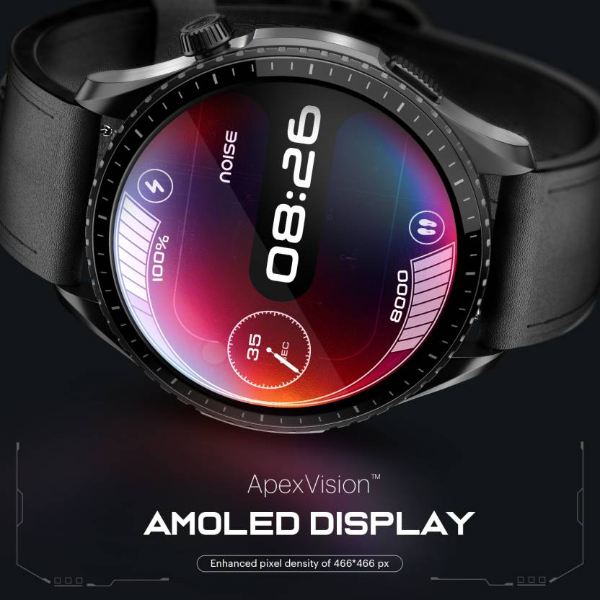 NOISE
08:26
100%
8000
35
SEC
ApexVision™
AMOLED DISPLAY
Enhanced pixel density of 466*466 px